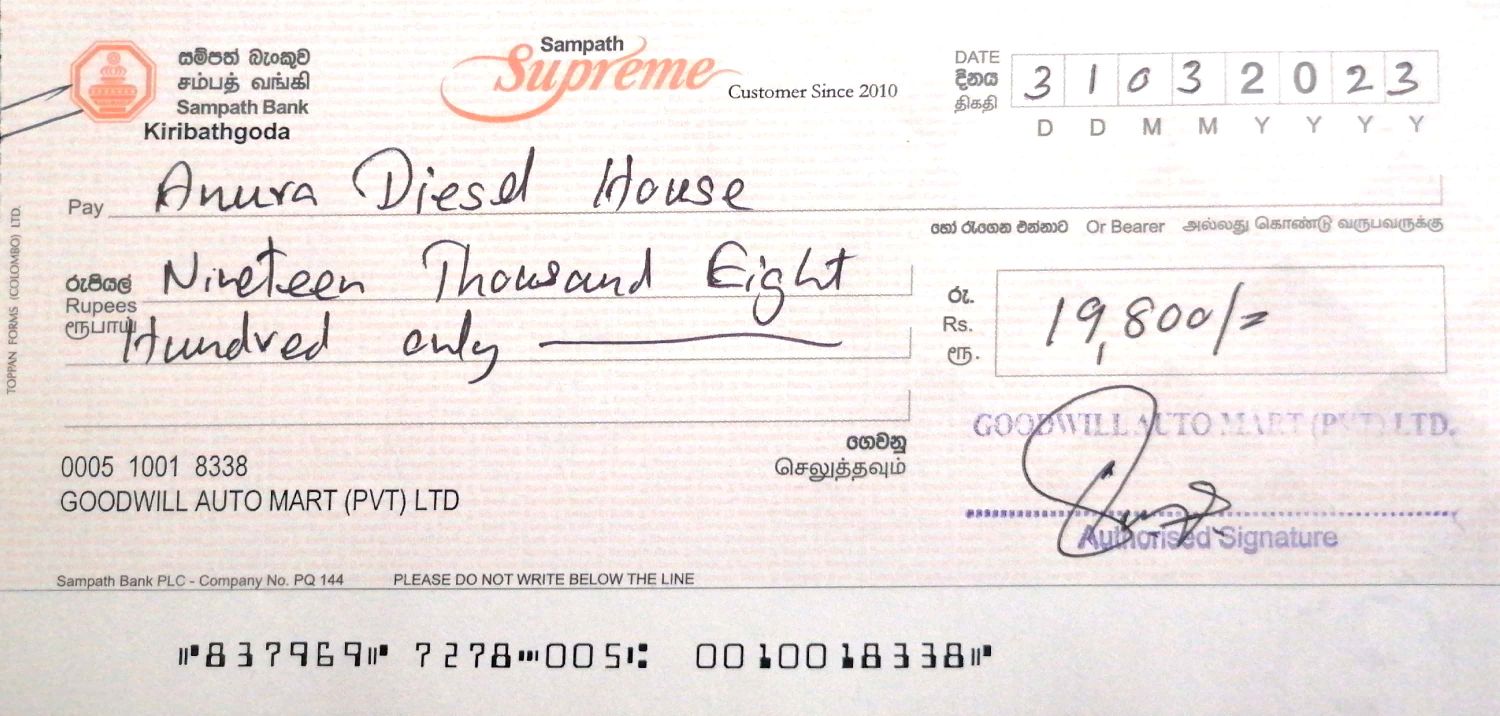 සම්පත් බැංකුව
சம்பத் வங்கி
Sampath Bank
Kiribathgoda
Sampath
Supreme
Customer Since 2010
DATE
දිනය
திகதி
3 1 0 3 2 0 2 3
D D M M Y Y Y Y
Pay Anura Diesel House
හෝ රැගෙන එන්නාට Or Bearer அல்லது கொண்டு வருபவருக்கு
රුපියල්
Rupees
ரூபாய்
Nineteen Thousand Eight
Hundred only
රු.
Rs.
ரூ.
19,800/=
ගෙවනු
செலுத்தவும்
GOODWILL AUTO MART (PVT) LTD.
Authorised Signature
0005 1001 8338
GOODWILL AUTO MART (PVT) LTD
Sampath Bank PLC - Company No. PQ 144 PLEASE DO NOT WRITE BELOW THE LINE
⑈837969⑈ 7278⑉005⑆ 0010018338⑈
TOPPAN FORMS (COLOMBO) LTD.